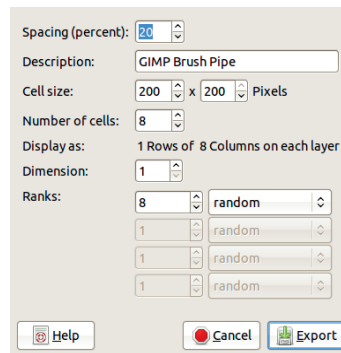 Spacing (percent): 20
Description: GIMP Brush Pipe
Cell size: 200 x 200 Pixels
Number of cells: 8
Display as: 1 Rows of 8 Columns on each layer
Dimension: 1
Ranks: 8 random
1 random
1 random
1 random
Help Cancel Export